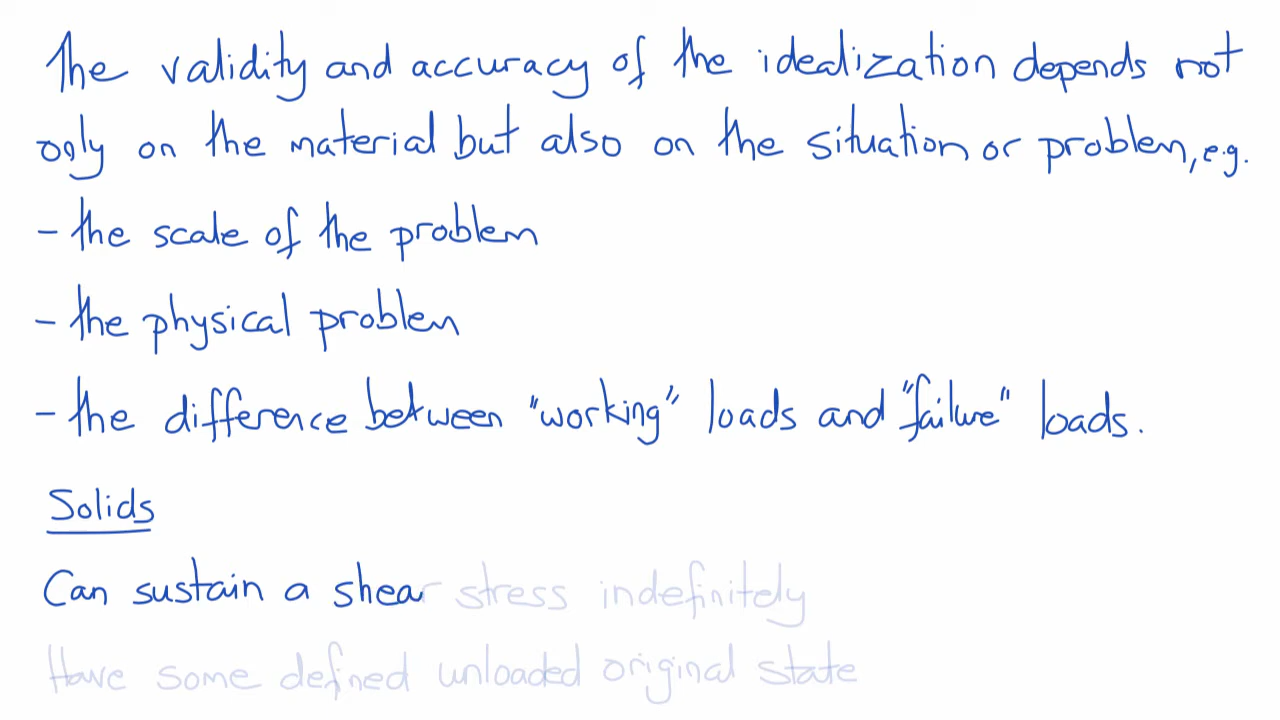 The validity and accuracy of the idealization depends not
only on the material but also on the situation or problem, e.g.
- the scale of the problem
- the physical problem
- the difference between "working" loads and "failure" loads.
Solids
Can sustain a shear stress indefinitely
Have some defined unloaded original state